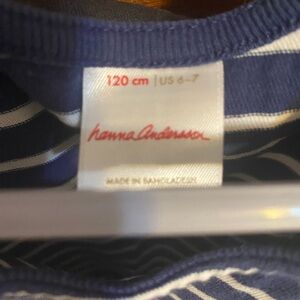 120 cm | US 6-7
hanna Andersson
MADE IN BANGLADESH